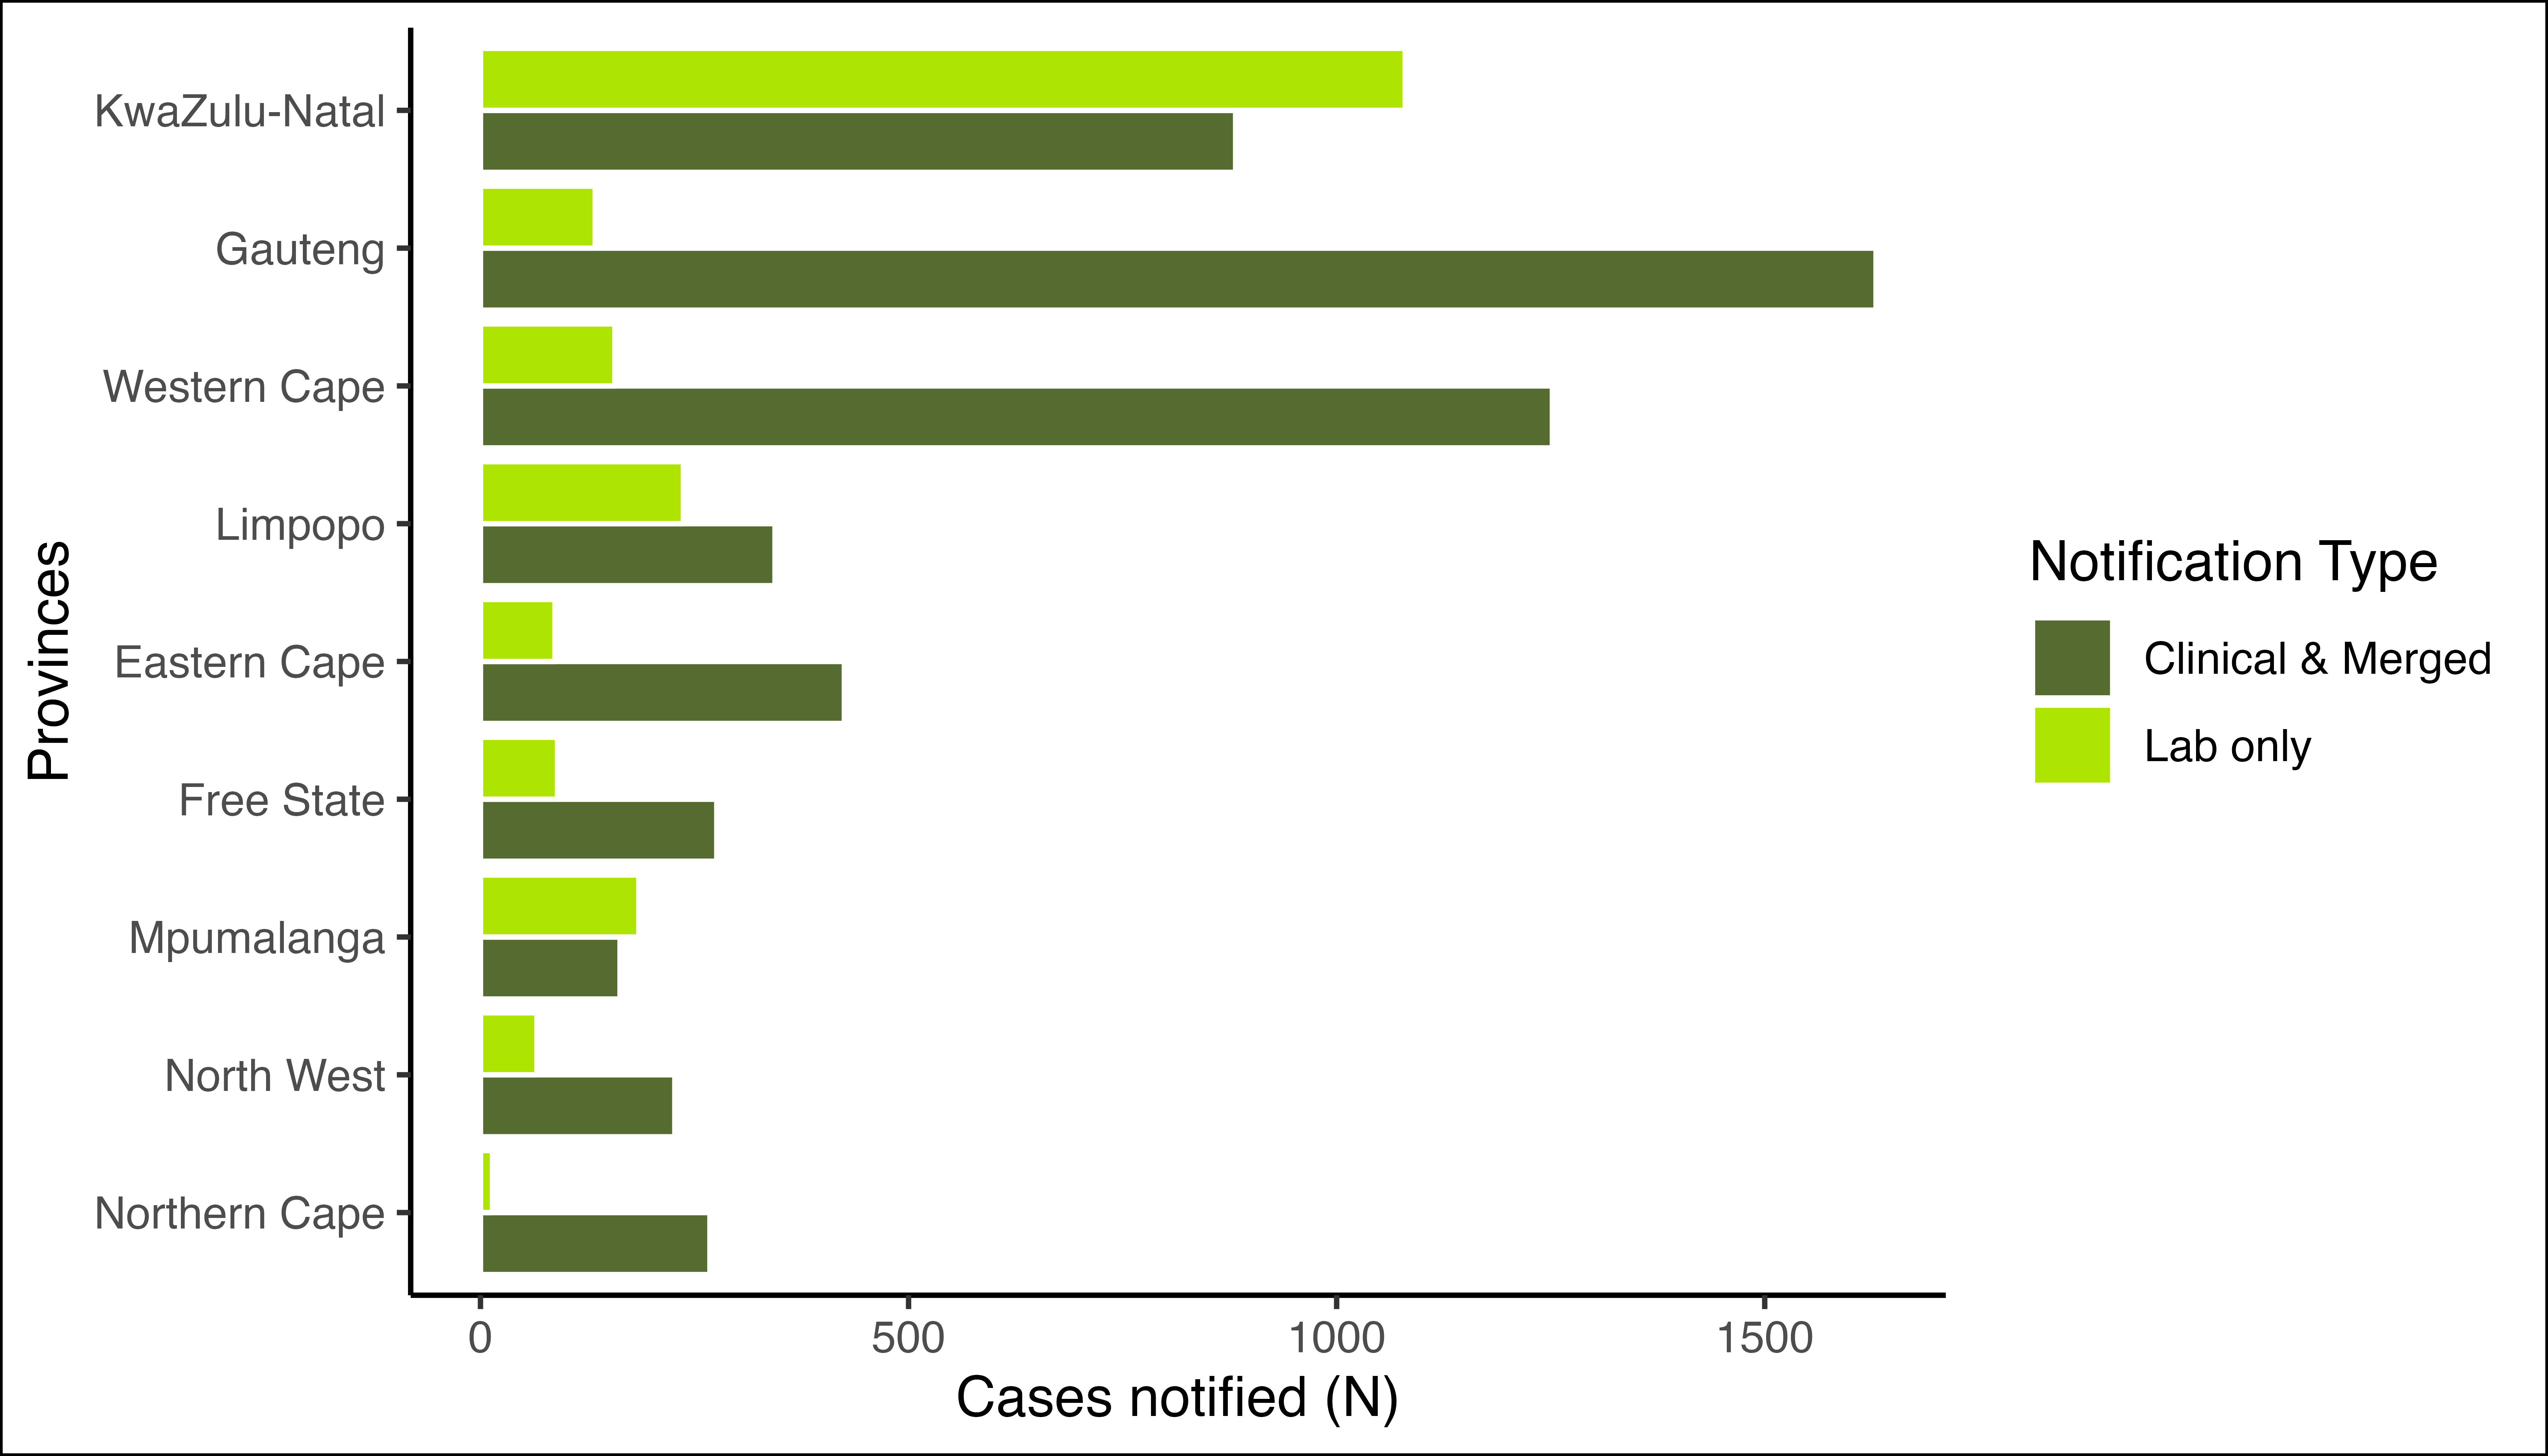 Provinces
KwaZulu-Natal
Gauteng
Western Cape
Limpopo
Eastern Cape
Free State
Mpumalanga
North West
Northern Cape
0
500
1000
1500
Cases notified (N)
Notification Type
Clinical & Merged
Lab only